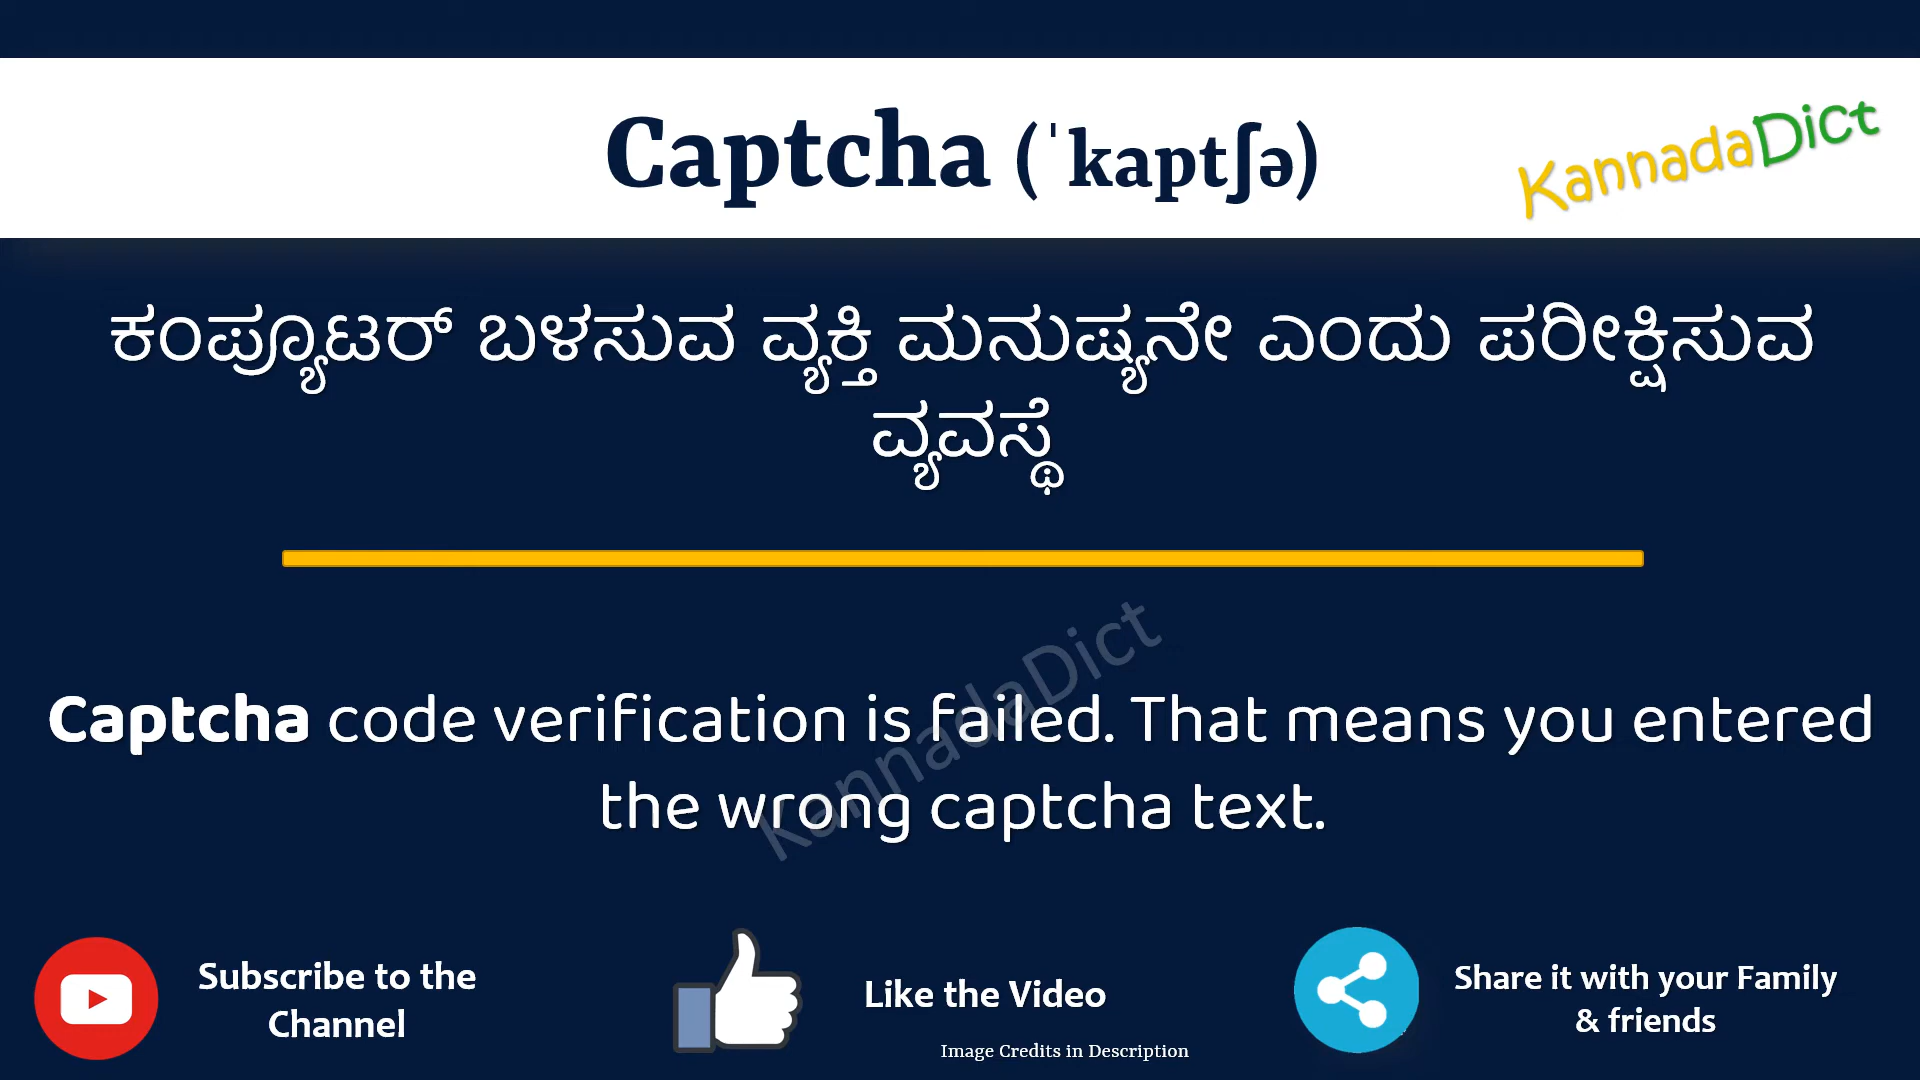 Captcha (ˈkaptʃə)
KannadaDict
ಕಂಪ್ಯೂಟರ್ ಬಳಸುವ ವ್ಯಕ್ತಿ ಮನುಷ್ಯನೇ ಎಂದು ಪರೀಕ್ಷಿಸುವ
ವ್ಯವಸ್ಥೆ
KannadaDict
Captcha code verification is failed. That means you entered
the wrong captcha text.
Subscribe to the
Channel
Like the Video
Share it with your Family
& friends
Image Credits in Description